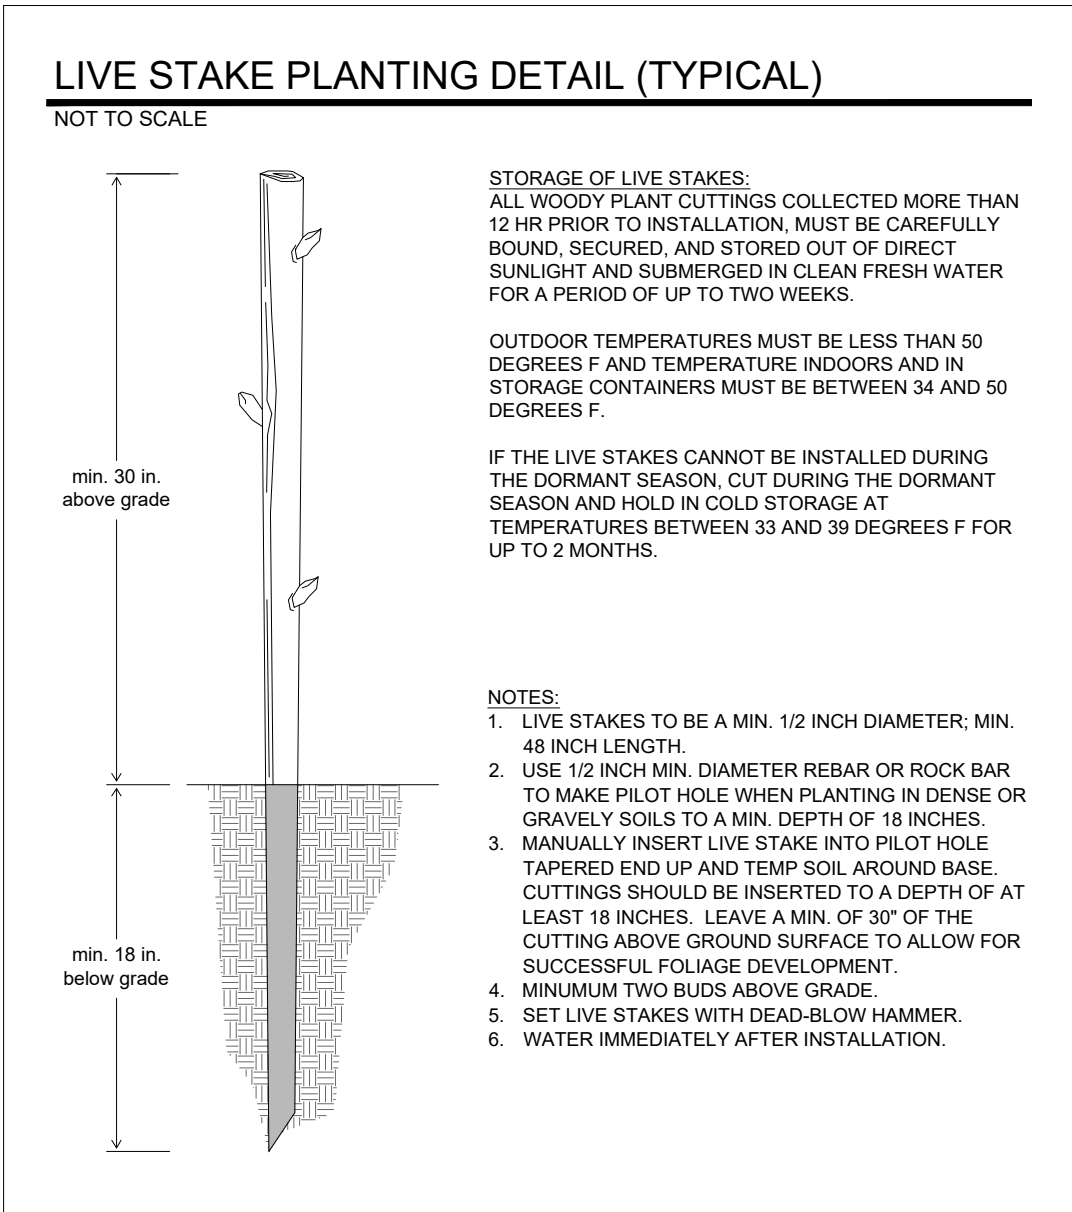 LIVE STAKE PLANTING DETAIL (TYPICAL)
NOT TO SCALE
min. 30 in.
above grade
min. 18 in.
below grade
STORAGE OF LIVE STAKES:
ALL WOODY PLANT CUTTINGS COLLECTED MORE THAN
12 HR PRIOR TO INSTALLATION, MUST BE CAREFULLY
BOUND, SECURED, AND STORED OUT OF DIRECT
SUNLIGHT AND SUBMERGED IN CLEAN FRESH WATER
FOR A PERIOD OF UP TO TWO WEEKS.
OUTDOOR TEMPERATURES MUST BE LESS THAN 50
DEGREES F AND TEMPERATURE INDOORS AND IN
STORAGE CONTAINERS MUST BE BETWEEN 34 AND 50
DEGREES F.
IF THE LIVE STAKES CANNOT BE INSTALLED DURING
THE DORMANT SEASON, CUT DURING THE DORMANT
SEASON AND HOLD IN COLD STORAGE AT
TEMPERATURES BETWEEN 33 AND 39 DEGREES F FOR
UP TO 2 MONTHS.
NOTES:
1. LIVE STAKES TO BE A MIN. 1/2 INCH DIAMETER; MIN.
48 INCH LENGTH.
2. USE 1/2 INCH MIN. DIAMETER REBAR OR ROCK BAR
TO MAKE PILOT HOLE WHEN PLANTING IN DENSE OR
GRAVELY SOILS TO A MIN. DEPTH OF 18 INCHES.
3. MANUALLY INSERT LIVE STAKE INTO PILOT HOLE
TAPERED END UP AND TEMP SOIL AROUND BASE.
CUTTINGS SHOULD BE INSERTED TO A DEPTH OF AT
LEAST 18 INCHES. LEAVE A MIN. OF 30" OF THE
CUTTING ABOVE GROUND SURFACE TO ALLOW FOR
SUCCESSFUL FOLIAGE DEVELOPMENT.
4. MINUMUM TWO BUDS ABOVE GRADE.
5. SET LIVE STAKES WITH DEAD-BLOW HAMMER.
6. WATER IMMEDIATELY AFTER INSTALLATION.